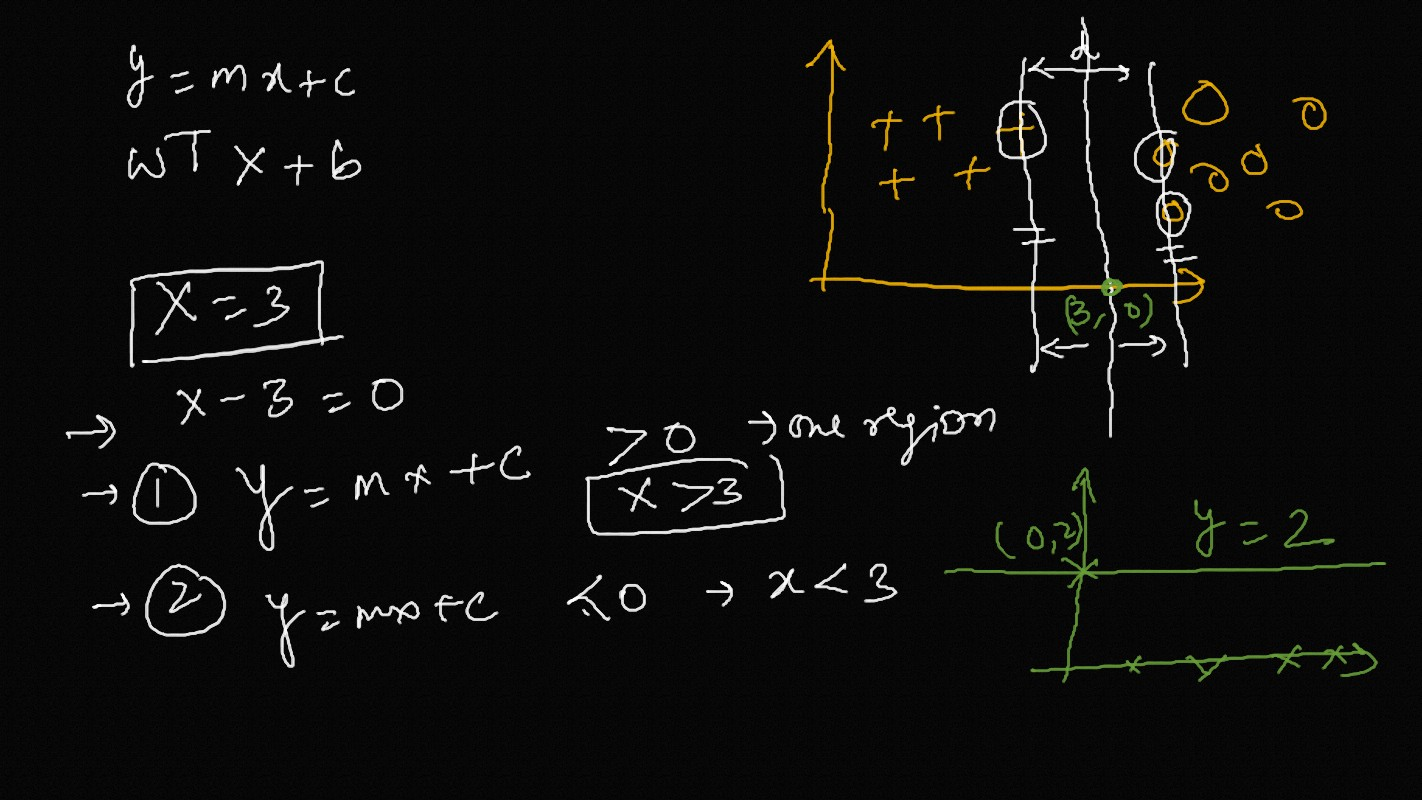 y = mx+c
wT x + b
x = 3
x - 3 = 0
→ ① y = mx + c > 0 → one region
x > 3
→ ② y = mx + c < 0 → x < 3
d
(3, 0)
(0,2) y = 2